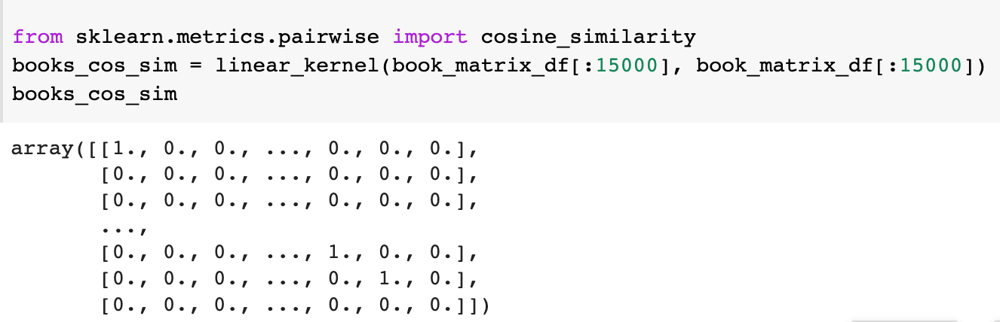 from sklearn.metrics.pairwise import cosine_similarity
books_cos_sim = linear_kernel(book_matrix_df[:15000], book_matrix_df[:15000])
books_cos_sim
array([[1., 0., 0., ..., 0., 0., 0.],
[0., 0., 0., ..., 0., 0., 0.],
[0., 0., 0., ..., 0., 0., 0.],
...,
[0., 0., 0., ..., 1., 0., 0.],
[0., 0., 0., ..., 0., 1., 0.],
[0., 0., 0., ..., 0., 0., 0.]])